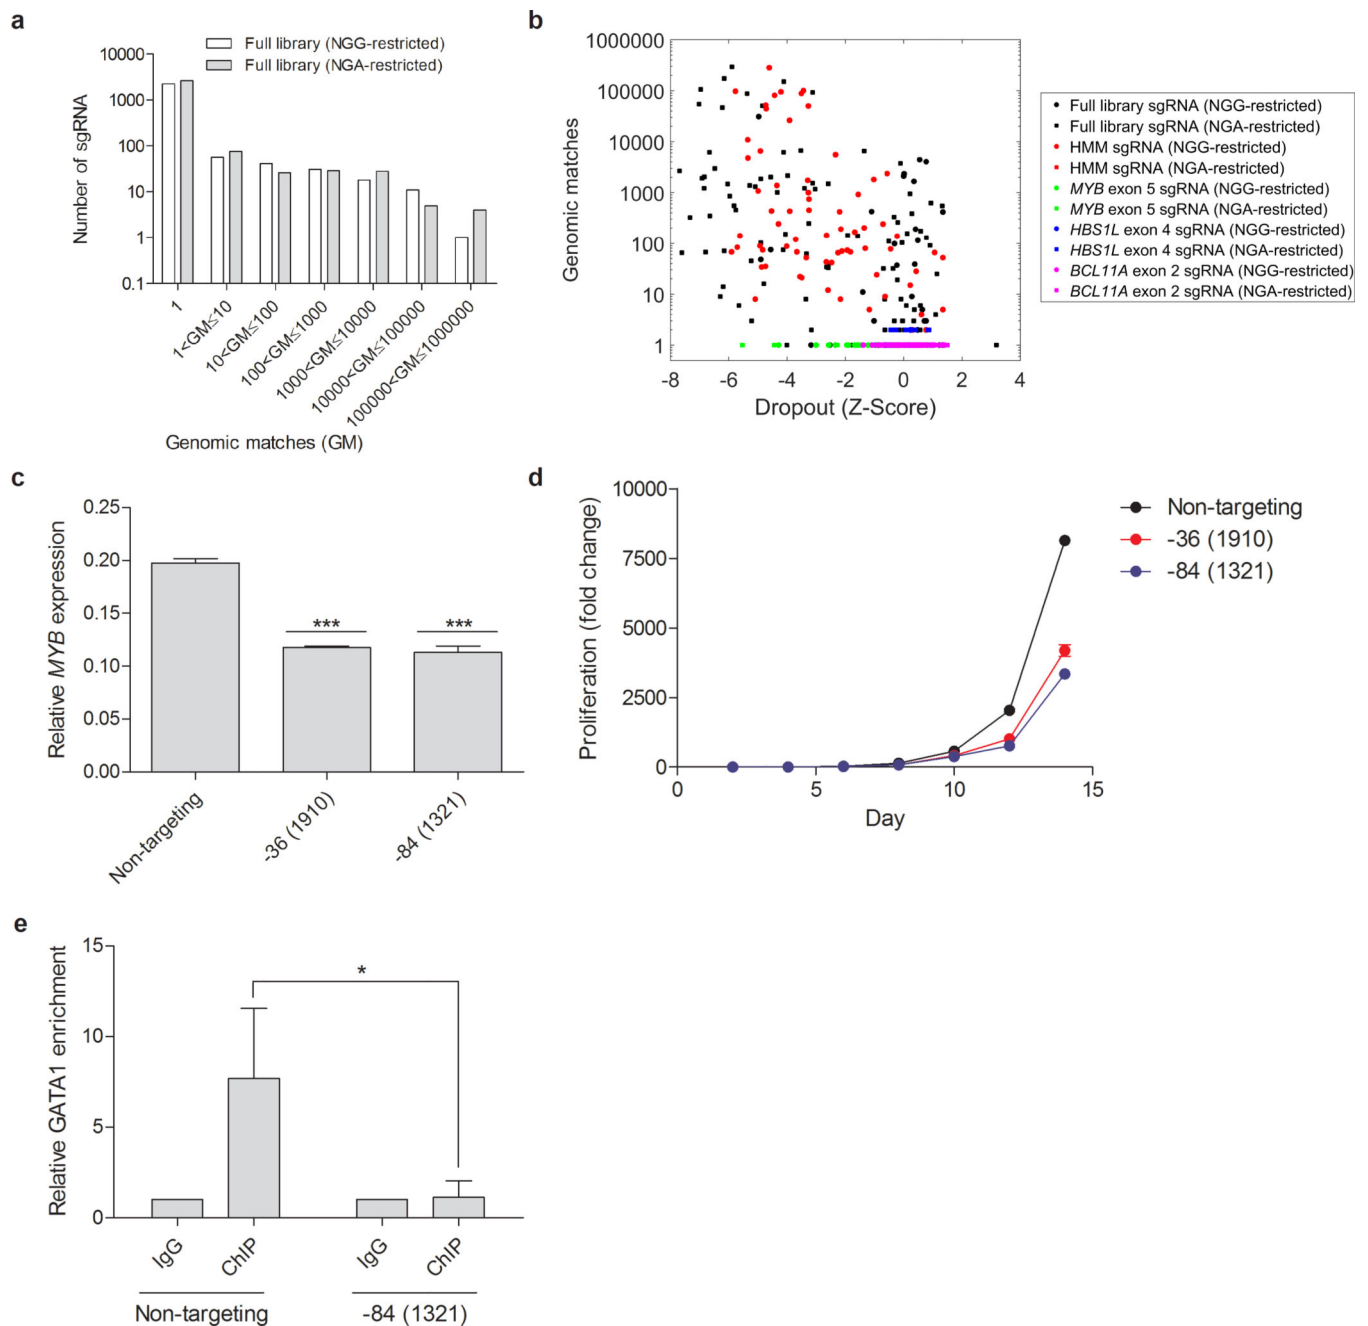 a
Full library (NGG-restricted)
Full library (NGA-restricted)
10000
1000
100
10
1
0.1
Number of sgRNA
1
1<GM≤10
10<GM≤100
100<GM≤1000
1000<GM≤10000
10000<GM≤100000
100000<GM≤1000000
Genomic matches (GM)
b
1000000
100000
10000
1000
100
10
1
Genomic matches
-8 -6 -4 -2 0 2 4
Dropout (Z-Score)
Full library sgRNA (NGG-restricted)
Full library sgRNA (NGA-restricted)
HMM sgRNA (NGG-restricted)
HMM sgRNA (NGA-restricted)
MYB exon 5 sgRNA (NGG-restricted)
MYB exon 5 sgRNA (NGA-restricted)
HBS1L exon 4 sgRNA (NGG-restricted)
HBS1L exon 4 sgRNA (NGA-restricted)
BCL11A exon 2 sgRNA (NGG-restricted)
BCL11A exon 2 sgRNA (NGA-restricted)
c
0.25
0.20
0.15
0.10
0.05
0.00
Relative MYB expression
*** ***
Non-targeting
-36 (1910)
-84 (1321)
d
10000
7500
5000
2500
0
Proliferation (fold change)
0 5 10 15
Day
Non-targeting
-36 (1910)
-84 (1321)
e
15
10
5
0
Relative GATA1 enrichment
*
IgG ChIP IgG ChIP
Non-targeting -84 (1321)